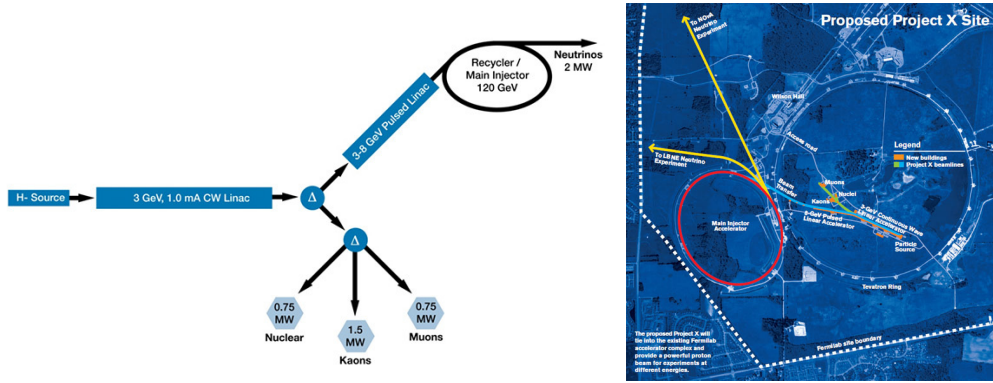 H- Source
3 GeV, 1.0 mA CW Linac
Δ
3-8 GeV Pulsed Linac
Recycler /
Main Injector
120 GeV
Neutrinos
2 MW
Δ
0.75
MW
Nuclear
1.5
MW
Kaons
0.75
MW
Muons
Proposed Project X Site
To NOvA
Neutrino
Experiment
Wilson Hall
Access road
To LBNE Neutrino
Experiment
Legend
New buildings
Project X beamlines
Muons
Nuclei
Kaons
Beam
Transfer
3-GeV Continuous Wave
Linear Accelerator
8-GeV Pulsed
Linear Accelerator
Particle
Source
Main Injector
Accelerator
Tevatron Ring
The proposed Project X will
tie into the existing Fermilab
accelerator complex and
provide a powerful proton
beam for experiments at
different energies.
Fermilab site boundary